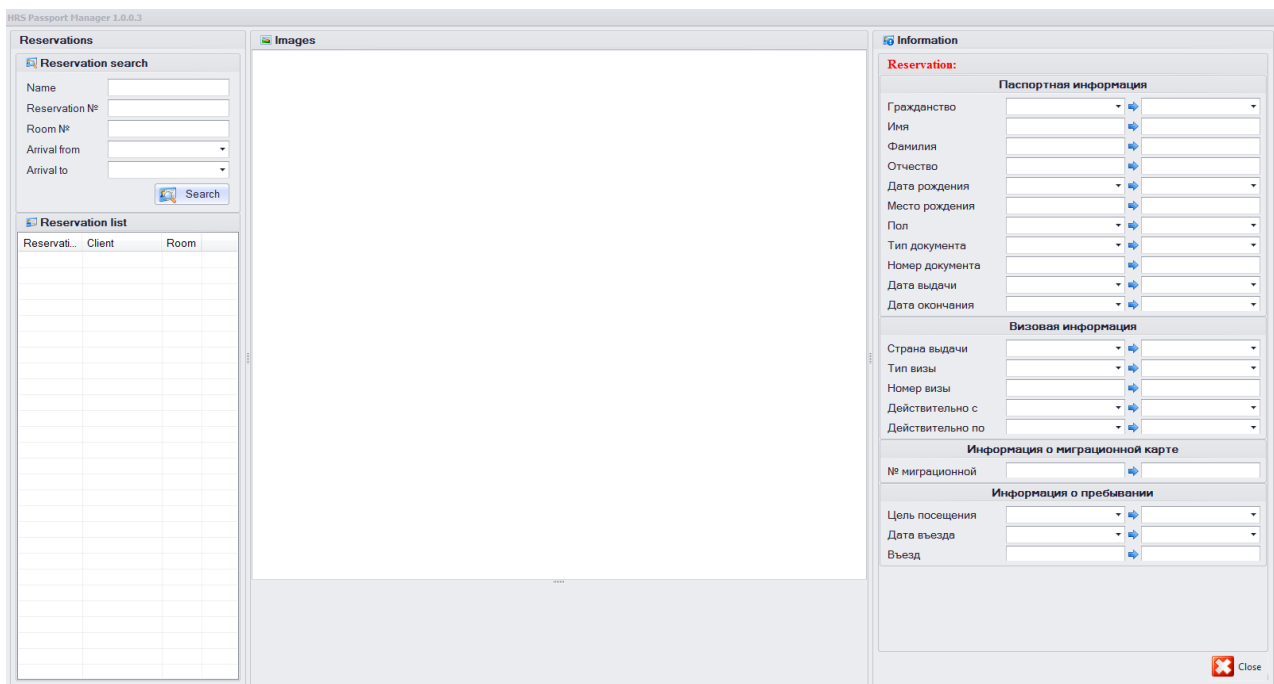 HRS Passport Manager 1.0.0.3
Reservations
Reservation search
Name
Reservation №
Room №
Arrival from
Arrival to
Search
Reservation list
Reservati... Client Room
Images
Information
Reservation:
Паспортная информация
Гражданство
Имя
Фамилия
Отчество
Дата рождения
Место рождения
Пол
Тип документа
Номер документа
Дата выдачи
Дата окончания
Визовая информация
Страна выдачи
Тип визы
Номер визы
Действительно с
Действительно по
Информация о миграционной карте
№ миграционной
Информация о пребывании
Цель посещения
Дата въезда
Въезд
Close